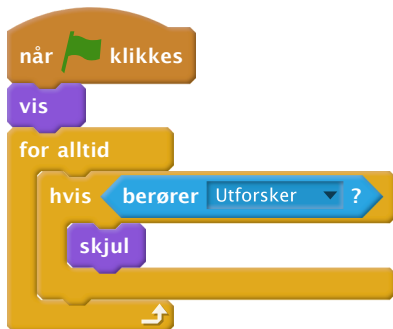 når klikkes
vis
for alltid
hvis berører Utforsker ?
skjul